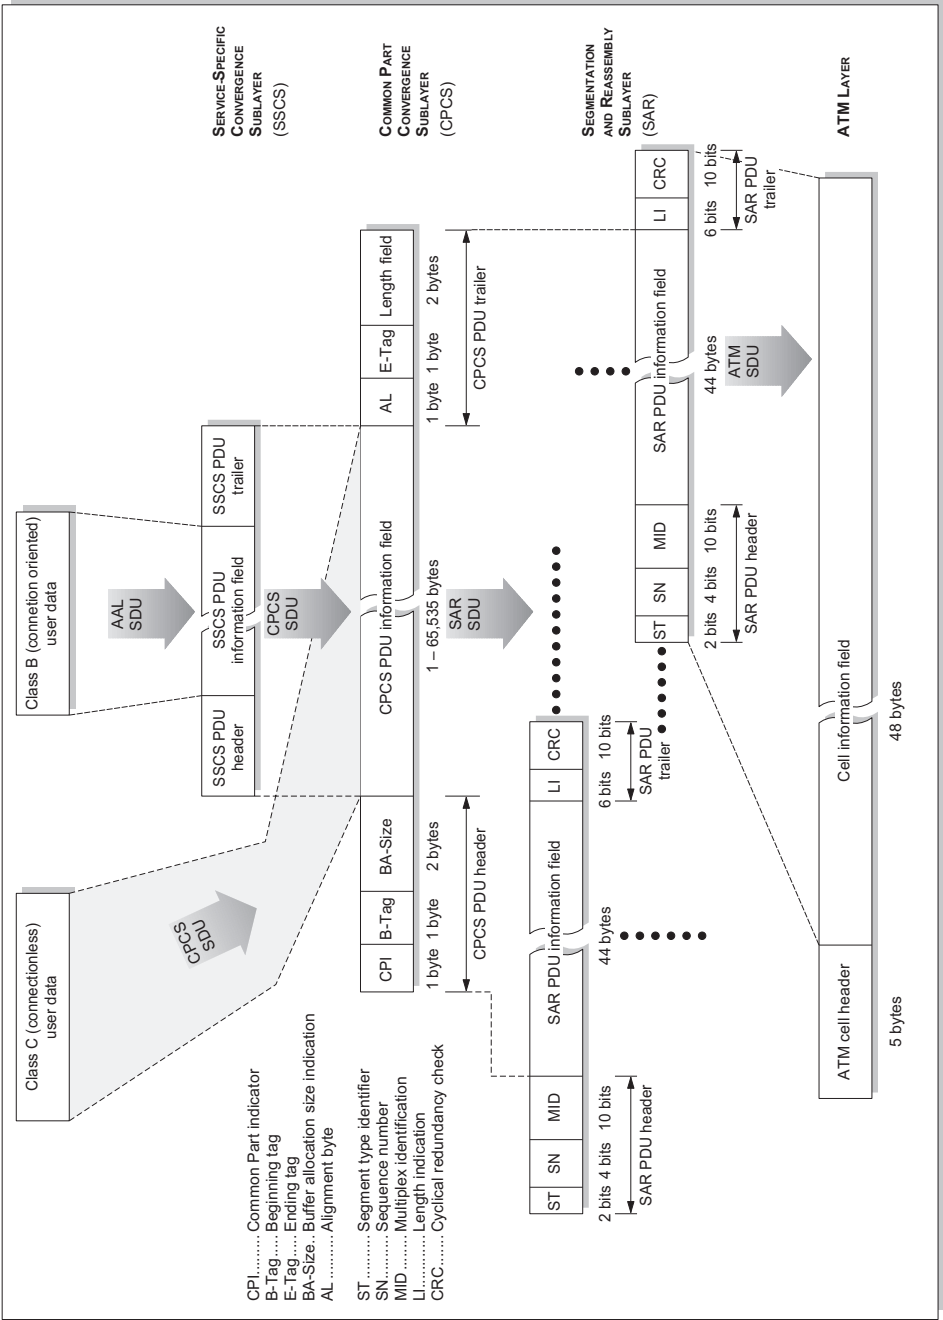 Class C (connectionless)
user data
Class B (connetion oriented)
user data
SERVICE-SPECIFIC
CONVERGENCE
SUBLAYER
(SSCS)
AAL
SDU
CPCS
SDU
SSCS PDU
header
SSCS PDU
information field
SSCS PDU
trailer
CPCS
SDU
COMMON PART
CONVERGENCE
SUBLAYER
(CPCS)
CPI
B-Tag
BA-Size
CPCS PDU information field
AL
E-Tag
Length field
1 byte
1 byte
2 bytes
1 – 65,535 bytes
1 byte
1 byte
2 bytes
CPCS PDU header
SAR
SDU
CPCS PDU trailer
CPI......... Common Part indicator
B-Tag..... Beginning tag
E-Tag..... Ending tag
BA-Size.. Buffer allocation size indication
AL .......... Alignment byte
ST .......... Segment type identifier
SN.......... Sequence number
MID ........ Multiplex identification
LI............ Length indication
CRC....... Cyclical redundancy check
SEGMENTATION
AND REASSEMBLY
SUBLAYER
(SAR)
ST
SN
MID
SAR PDU information field
LI
CRC
2 bits
4 bits
10 bits
44 bytes
6 bits
10 bits
SAR PDU header
SAR PDU
trailer
ST
SN
MID
SAR PDU information field
LI
CRC
2 bits
4 bits
10 bits
44 bytes
6 bits
10 bits
SAR PDU header
ATM
SDU
SAR PDU
trailer
ATM LAYER
ATM cell header
Cell information field
5 bytes
48 bytes